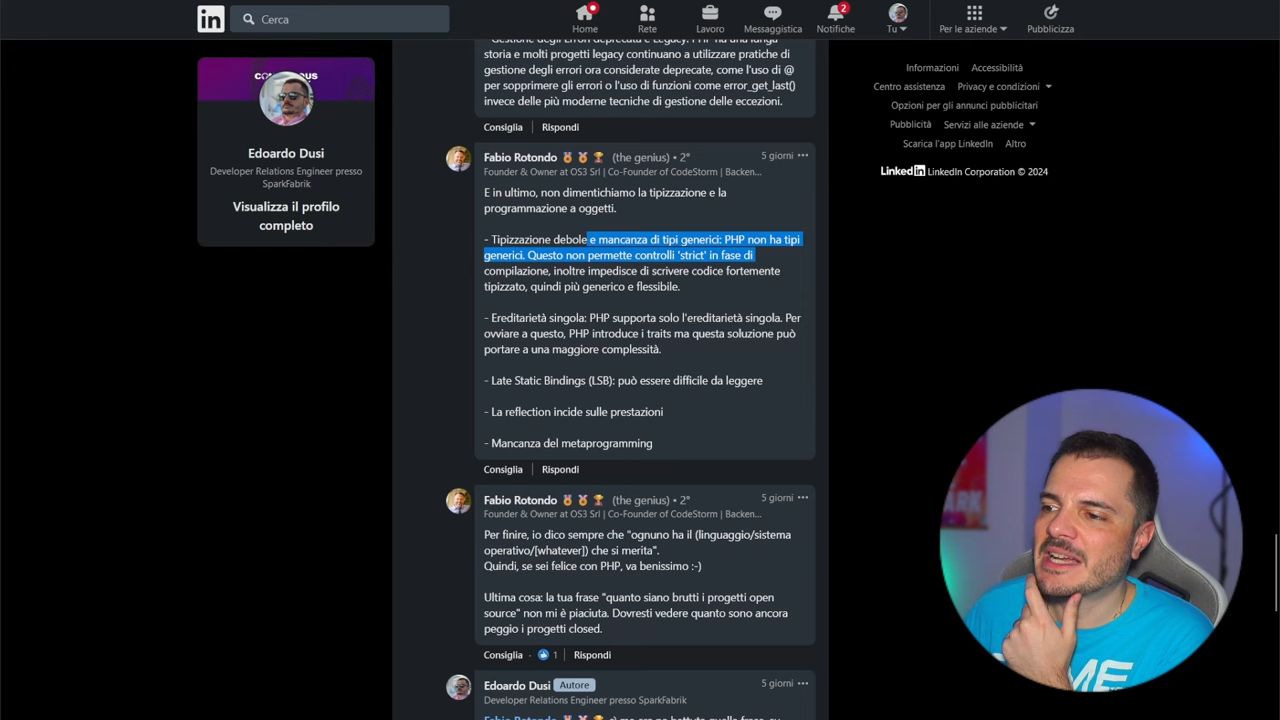 in
Cerca
Home
Rete
Lavoro
Messaggistica
2
Notifiche
Tu
Per le aziende
Pubblicizza
Edoardo Dusi
Developer Relations Engineer presso
SparkFabrik
Visualizza il profilo
completo
storia e molti progetti legacy continuano a utilizzare pratiche di
gestione degli errori ora considerate deprecate, come l'uso di @
per sopprimere gli errori o l'uso di funzioni come error_get_last()
invece delle più moderne tecniche di gestione delle eccezioni.
Consiglia
Rispondi
Fabio Rotondo (the genius) • 2°
5 giorni
Founder & Owner at OS3 Srl | Co-Founder of CodeStorm | Backen...
E in ultimo, non dimentichiamo la tipizzazione e la
programmazione a oggetti.
- Tipizzazione debole e mancanza di tipi generici: PHP non ha tipi
generici. Questo non permette controlli 'strict' in fase di
compilazione, inoltre impedisce di scrivere codice fortemente
tipizzato, quindi più generico e flessibile.
- Ereditarietà singola: PHP supporta solo l'ereditarietà singola. Per
ovviare a questo, PHP introduce i traits ma questa soluzione può
portare a una maggiore complessità.
- Late Static Bindings (LSB): può essere difficile da leggere
- La reflection incide sulle prestazioni
- Mancanza del metaprogramming
Consiglia
Rispondi
Fabio Rotondo (the genius) • 2°
5 giorni
Founder & Owner at OS3 Srl | Co-Founder of CodeStorm | Backen...
Per finire, io dico sempre che "ognuno ha il (linguaggio/sistema
operativo/[whatever]) che si merita".
Quindi, se sei felice con PHP, va benissimo :-)
Ultima cosa: la tua frase "quanto siano brutti i progetti open
source" non mi è piaciuta. Dovresti vedere quanto sono ancora
peggio i progetti closed.
Consiglia · 1
Rispondi
Edoardo Dusi Autore
5 giorni
Developer Relations Engineer presso SparkFabrik
Informazioni
Accessibilità
Centro assistenza
Privacy e condizioni
Opzioni per gli annunci pubblicitari
Pubblicità
Servizi alle aziende
Scarica l'app LinkedIn
Altro
LinkedIn LinkedIn Corporation © 2024